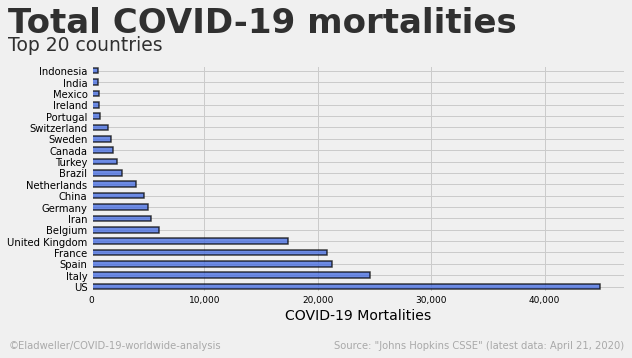 Total COVID-19 mortalities
Top 20 countries
Indonesia
India
Mexico
Ireland
Portugal
Switzerland
Sweden
Canada
Turkey
Brazil
Netherlands
China
Germany
Iran
Belgium
United Kingdom
France
Spain
Italy
US
0 10,000 20,000 30,000 40,000
COVID-19 Mortalities
©Eladweller/COVID-19-worldwide-analysis
Source: "Johns Hopkins CSSE" (latest data: April 21, 2020)